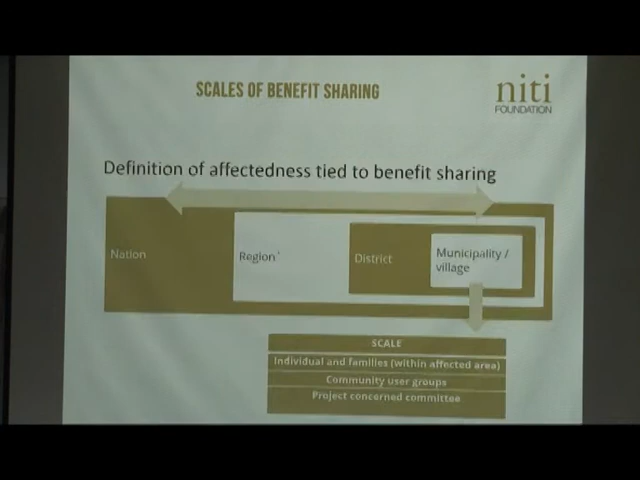 SCALES OF BENEFIT SHARING
niti
FOUNDATION
Definition of affectedness tied to benefit sharing
Nation
Region`
District
Municipality /
village
SCALE
Individual and families (within affected area)
Community user groups
Project concerned committee